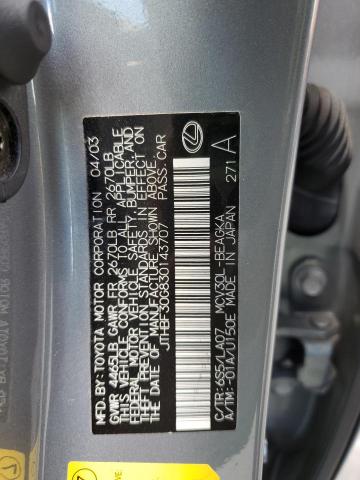 MFD. BY: TOYOTA MOTOR CORPORATION 04/03
GVWR 4465LB GAWR FR 2670LB RR 2670LB
THIS VEHICLE CONFORMS TO ALL APPLICABLE
FEDERAL MOTOR VEHICLE SAFETY, BUMPER, AND
THEFT PREVENTION STANDARDS IN EFFECT ON
THE DATE OF MANUFACTURE SHOWN ABOVE.
JTHBF30G830143707 PASS. CAR
C/TR: 6S5/LA07 MCV30L-BEAGKA
A/TM: -01A/U150E MADE IN JAPAN 271 A